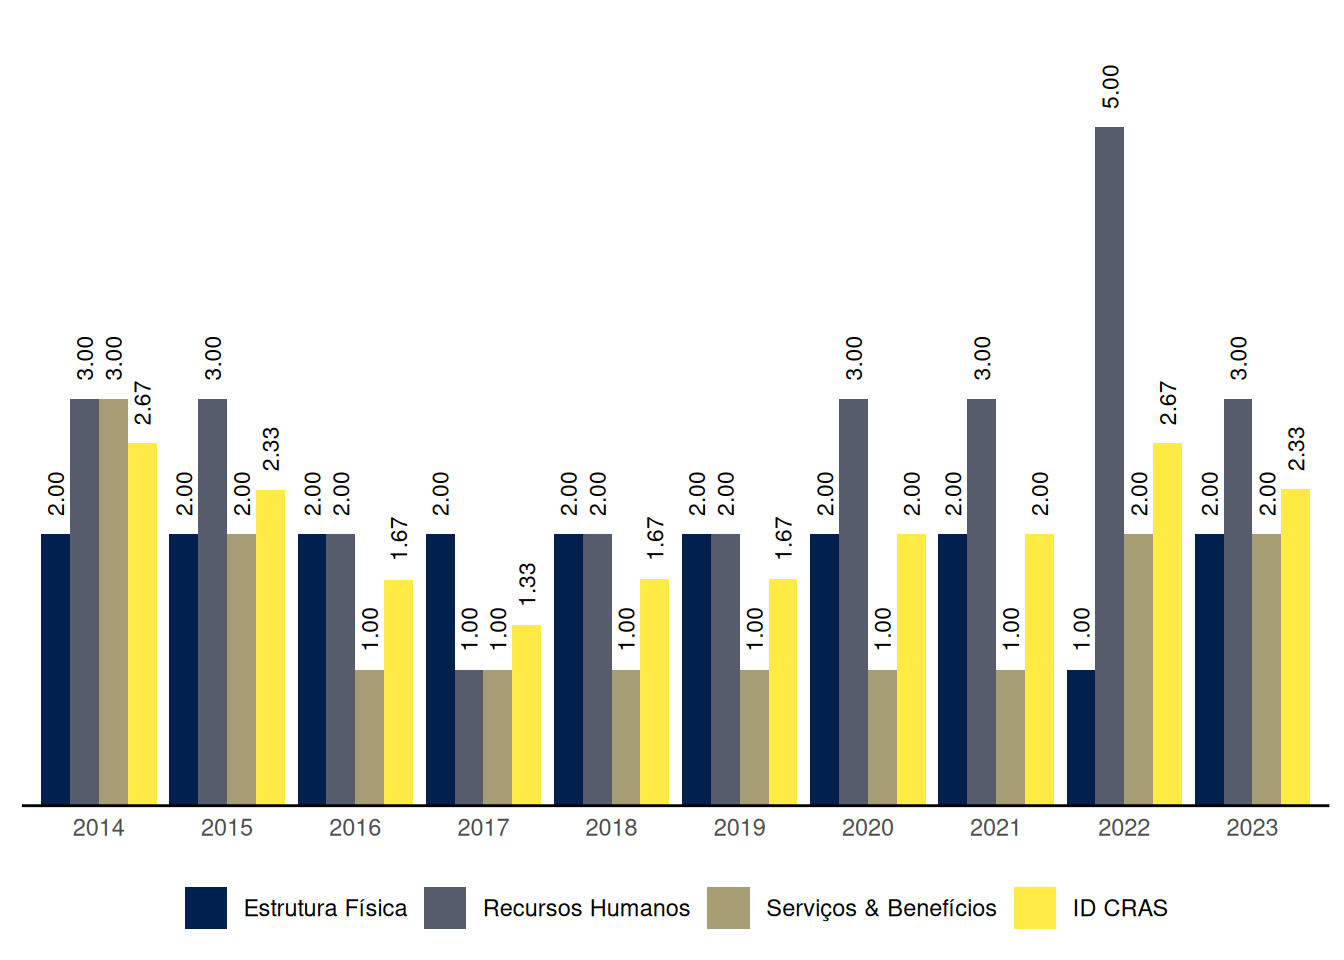 5.00
3.00 3.00 3.00 3.00 3.00 3.00
2.67 2.67
2.33 2.33
2.00 2.00 2.00 2.00 2.00 2.00 2.00 2.00 2.00 2.00 2.00 2.00 2.00 2.00 2.00 2.00 2.00
1.67 1.67 1.67
1.33
1.00 1.00 1.00 1.00 1.00 1.00 1.00 1.00
2014 2015 2016 2017 2018 2019 2020 2021 2022 2023
Estrutura Física Recursos Humanos Serviços & Benefícios ID CRAS